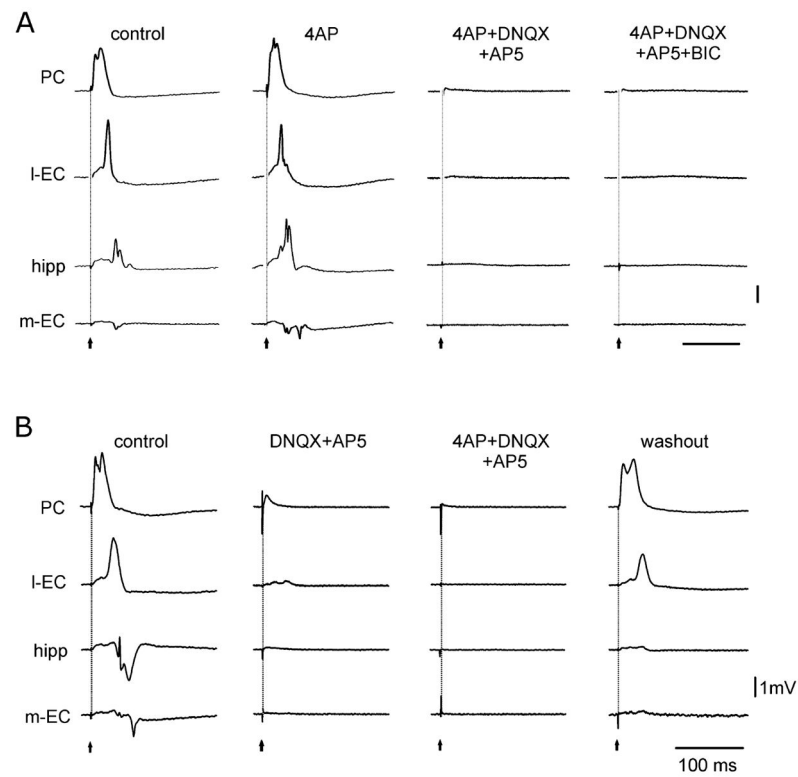 A
control
4AP
4AP+DNQX
+AP5
4AP+DNQX
+AP5+BIC
PC
l-EC
hipp
m-EC
B
control
DNQX+AP5
4AP+DNQX
+AP5
washout
PC
l-EC
hipp
m-EC
1mV
100 ms